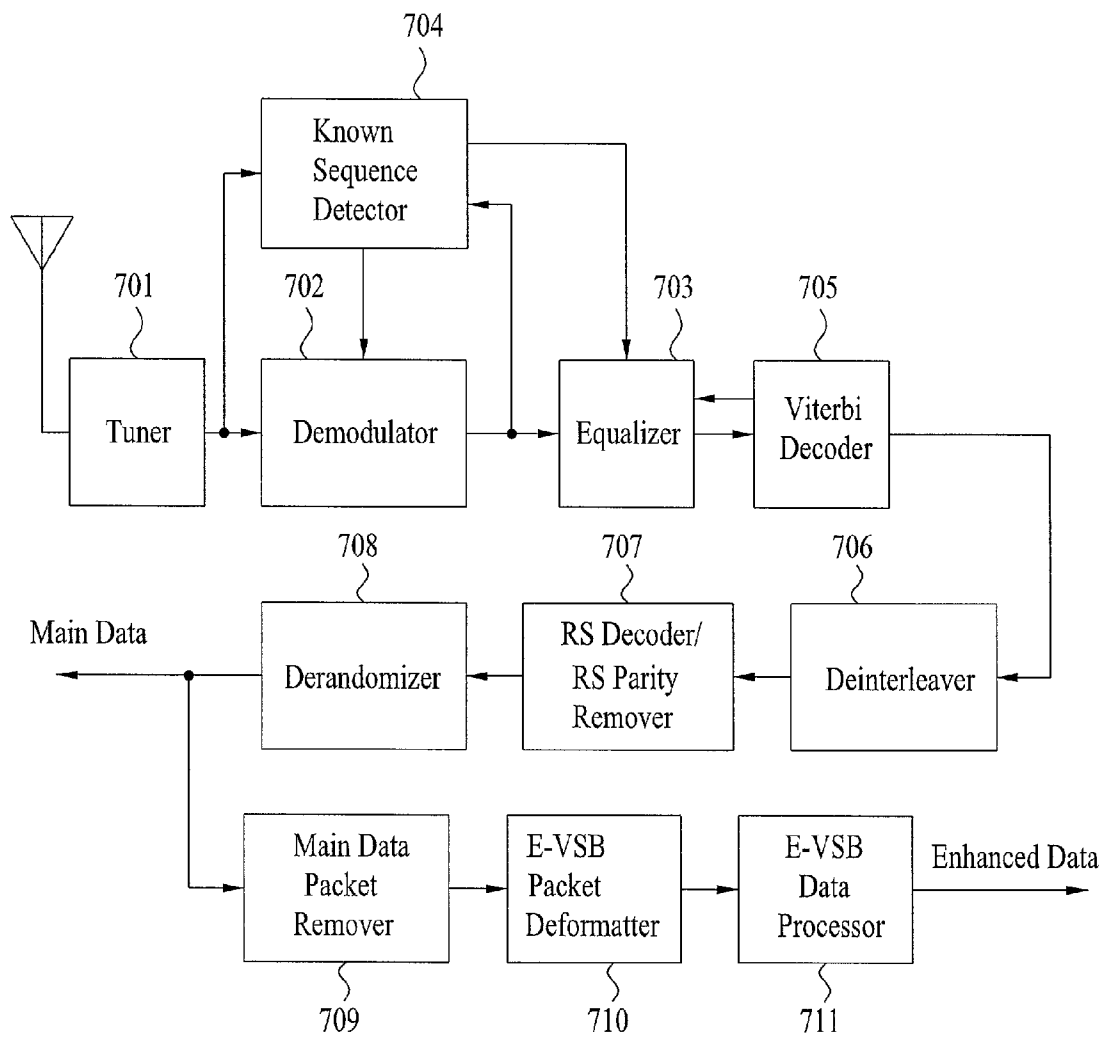 704
Known
Sequence
Detector
701
702
703
705
Tuner
Demodulator
Equalizer
Viterbi
Decoder
708
707
706
Main Data
Derandomizer
RS Decoder/
RS Parity
Remover
Deinterleaver
Main Data
Packet
Remover
E-VSB
Packet
Deformatter
E-VSB
Data
Processor
Enhanced Data
709
710
711